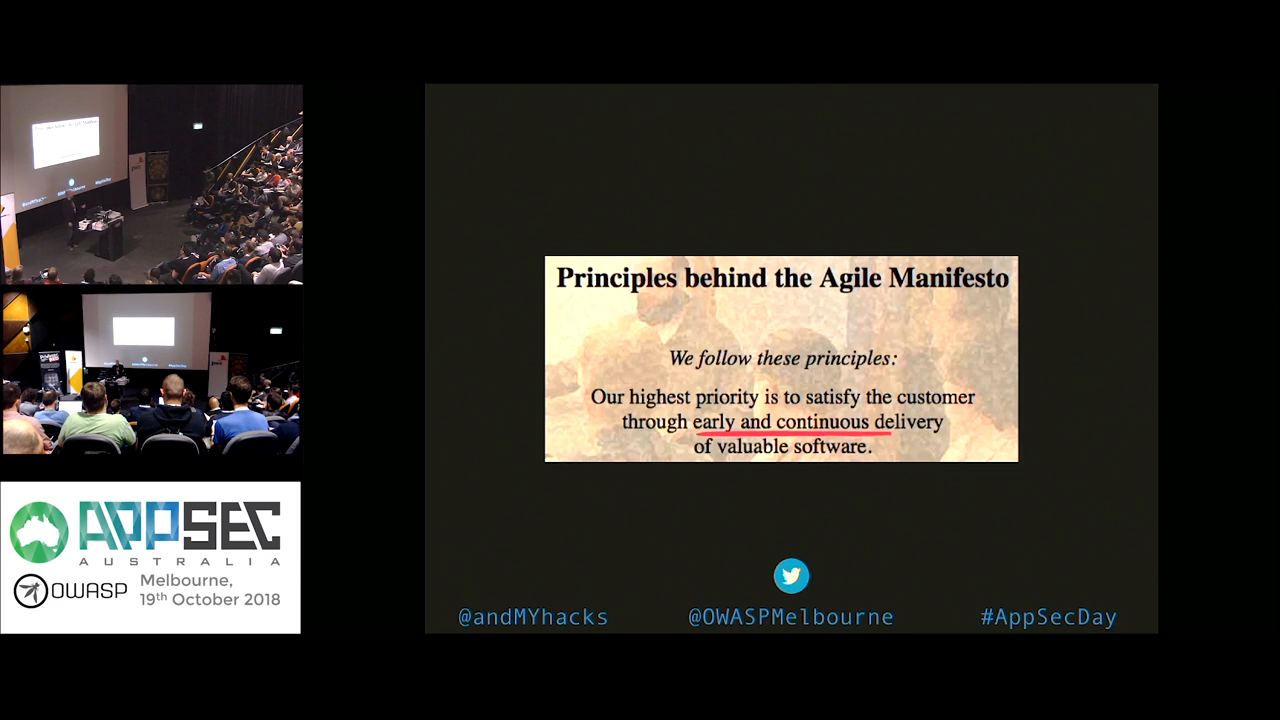 APPSEC
AUSTRALIA
OWASP
Melbourne,
19th October 2018
Principles behind the Agile Manifesto
We follow these principles:
Our highest priority is to satisfy the customer
through early and continuous delivery
of valuable software.
@andMYhacks
@OWASPMelbourne
#AppSecDay